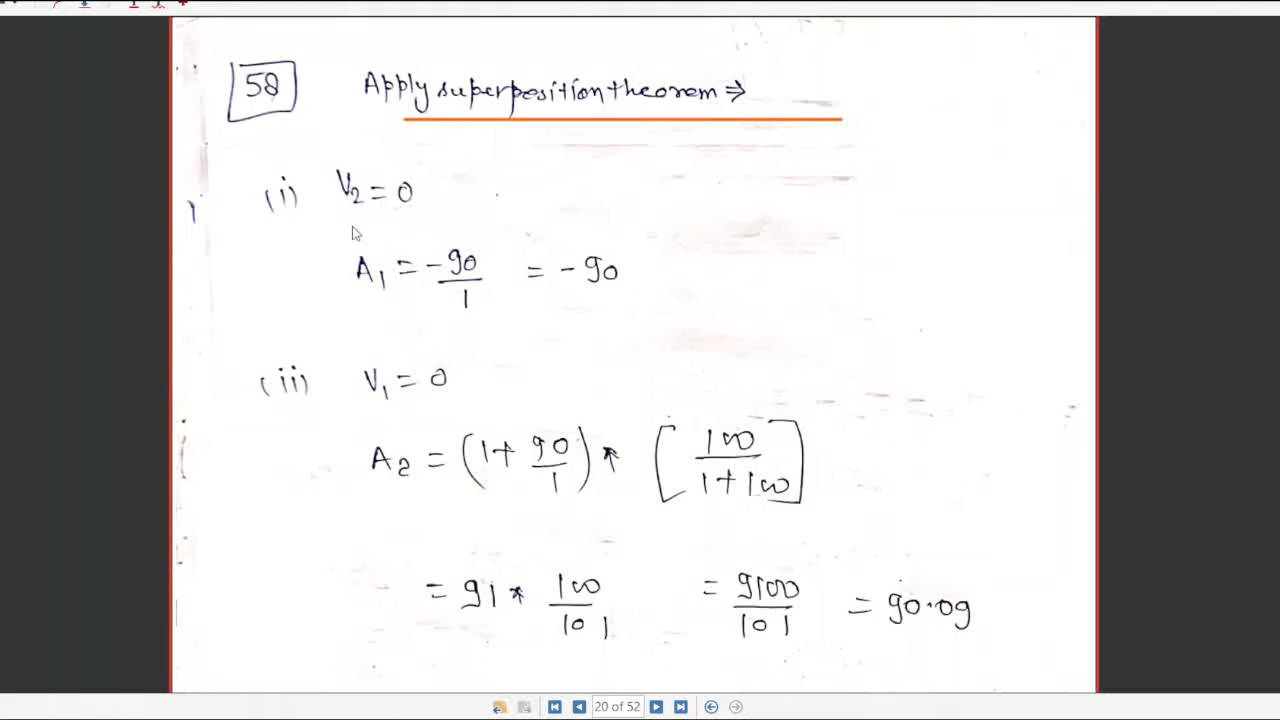 58 Apply superposition theorem ⇒
(i) V2 = 0
A1 = -90/1 = -90
(ii) V1 = 0
A2 = (1 + 90/1) * [100/(1+100)]
= 91 * 100/101 = 9100/101 = 90.09
20 of 52